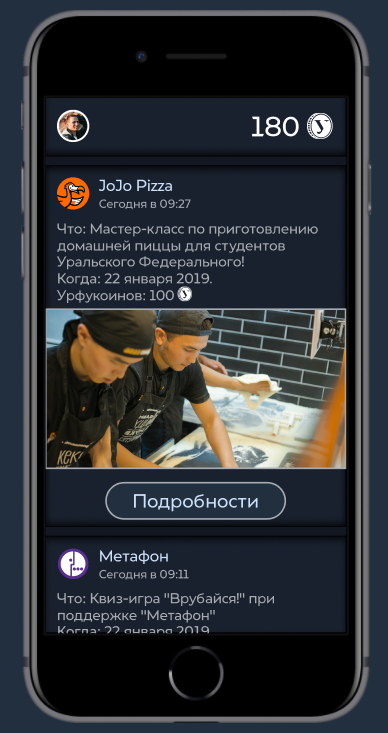 180
JoJo Pizza
Сегодня в 09:27
Что: Мастер-класс по приготовлению
домашней пиццы для студентов
Уральского Федерального!
Когда: 22 января 2019.
Урфукоинов: 100
Подробности
Метафон
Сегодня в 09:11
Что: Квиз-игра "Врубайся!" при
поддержке "Метафон"
Когда: 22 января 2019